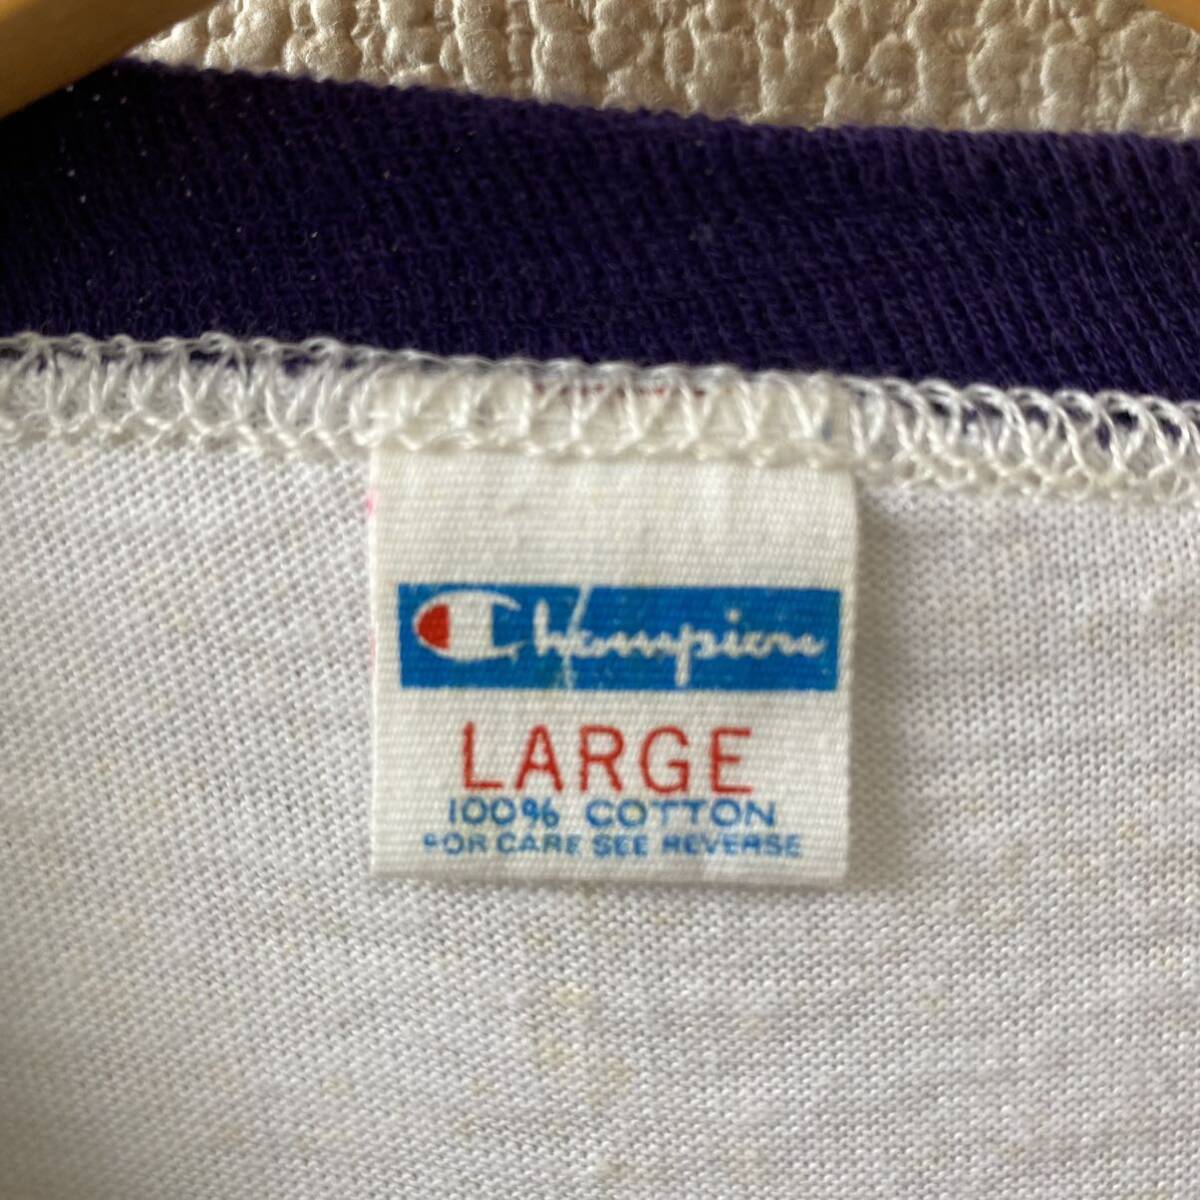 Champion
LARGE
100% COTTON
FOR CARE SEE REVERSE